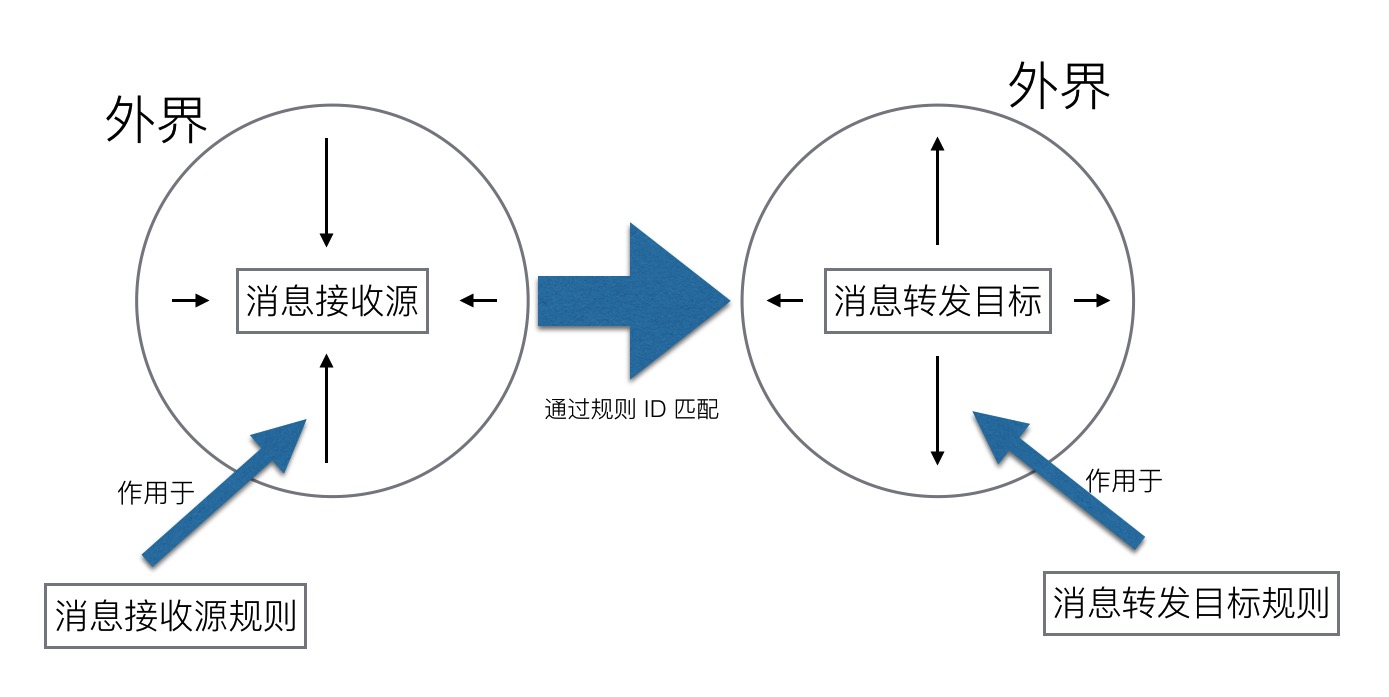 外界
外界
消息接收源
消息转发目标
通过规则 ID 匹配
作用于
作用于
消息接收源规则
消息转发目标规则